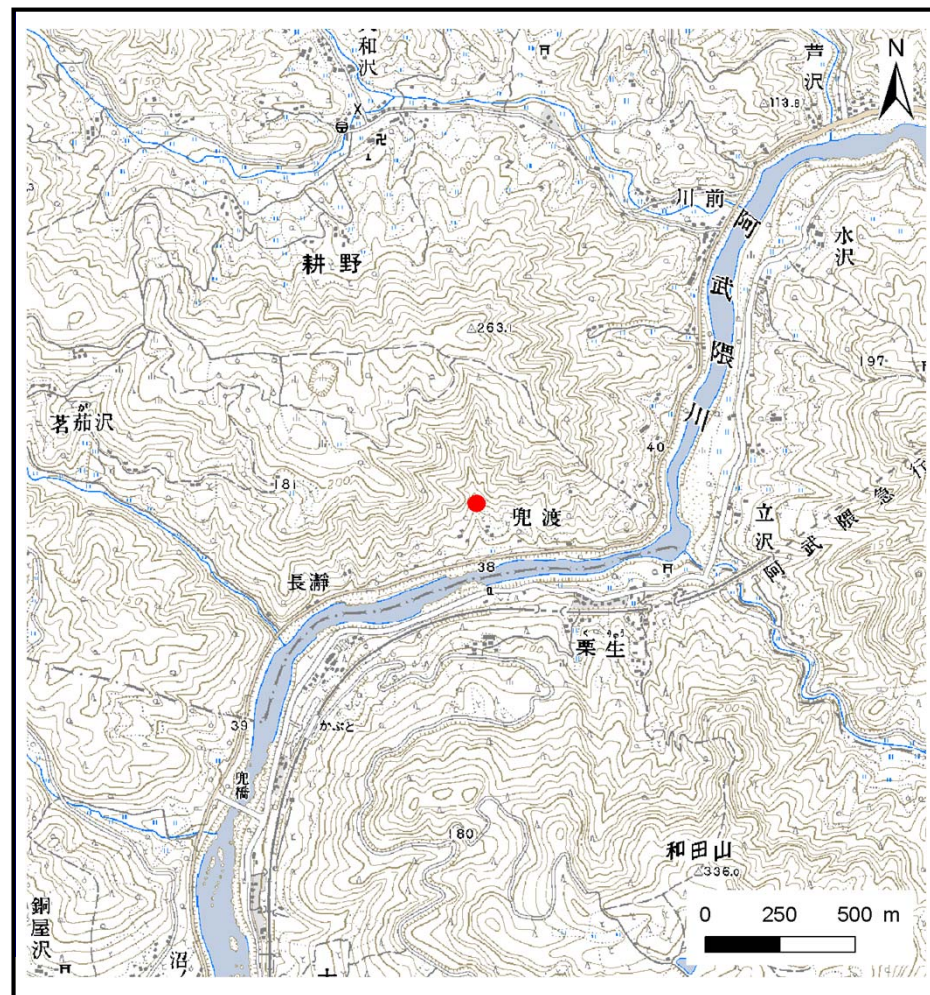 和沢
芦沢
N
△113.8
川前
水沢
耕野
阿武隈川
△263.1
197
茗茄沢
が
181
40
兜渡
立沢
阿武隈急行
38
長瀞
栗生
くりゅう
39
かぶと
兜橋
180
和田山
△336.0
200
0 250 500 m
銅屋沢
沼